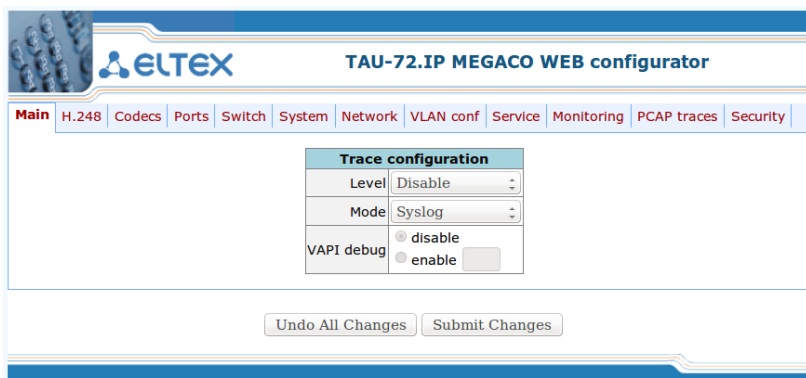 ELTEX
TAU-72.IP MEGACO WEB configurator
Main H.248 Codecs Ports Switch System Network VLAN conf Service Monitoring PCAP traces Security
Trace configuration
Level Disable
Mode Syslog
VAPI debug disable
enable
Undo All Changes Submit Changes